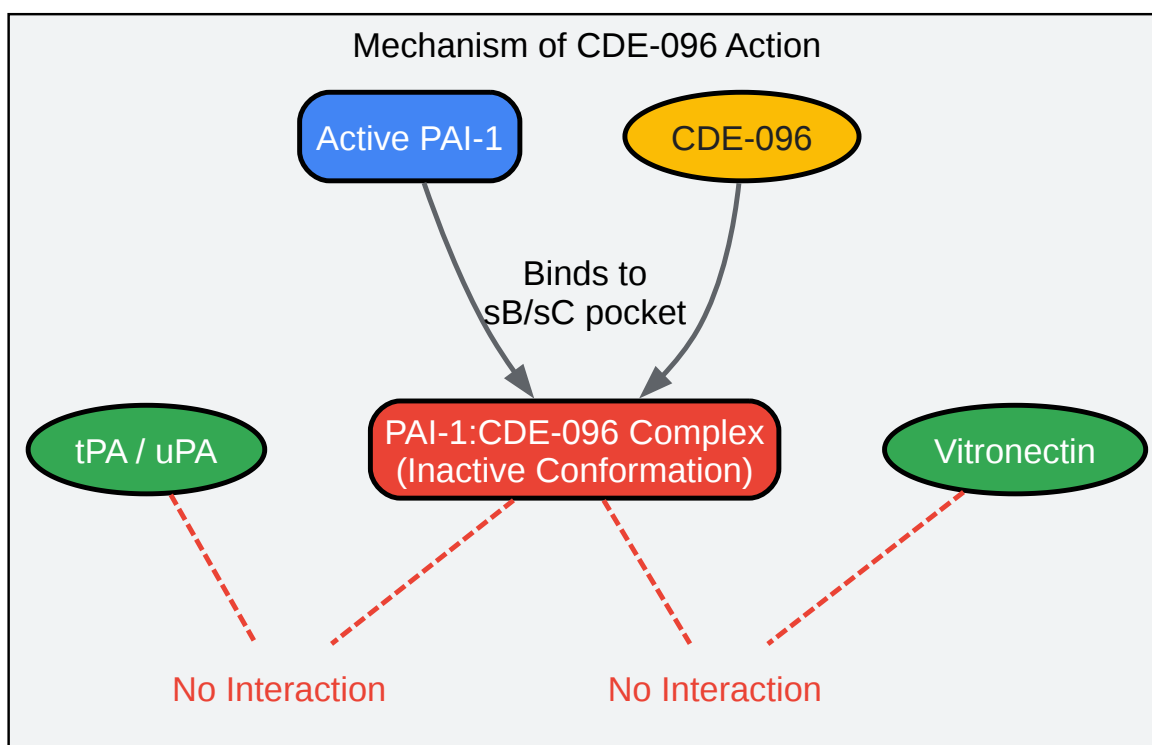 Mechanism of CDE-096 Action
Active PAI-1
CDE-096
Binds to
sB/sC pocket
tPA / uPA
PAI-1:CDE-096 Complex
(Inactive Conformation)
Vitronectin
No Interaction
No Interaction